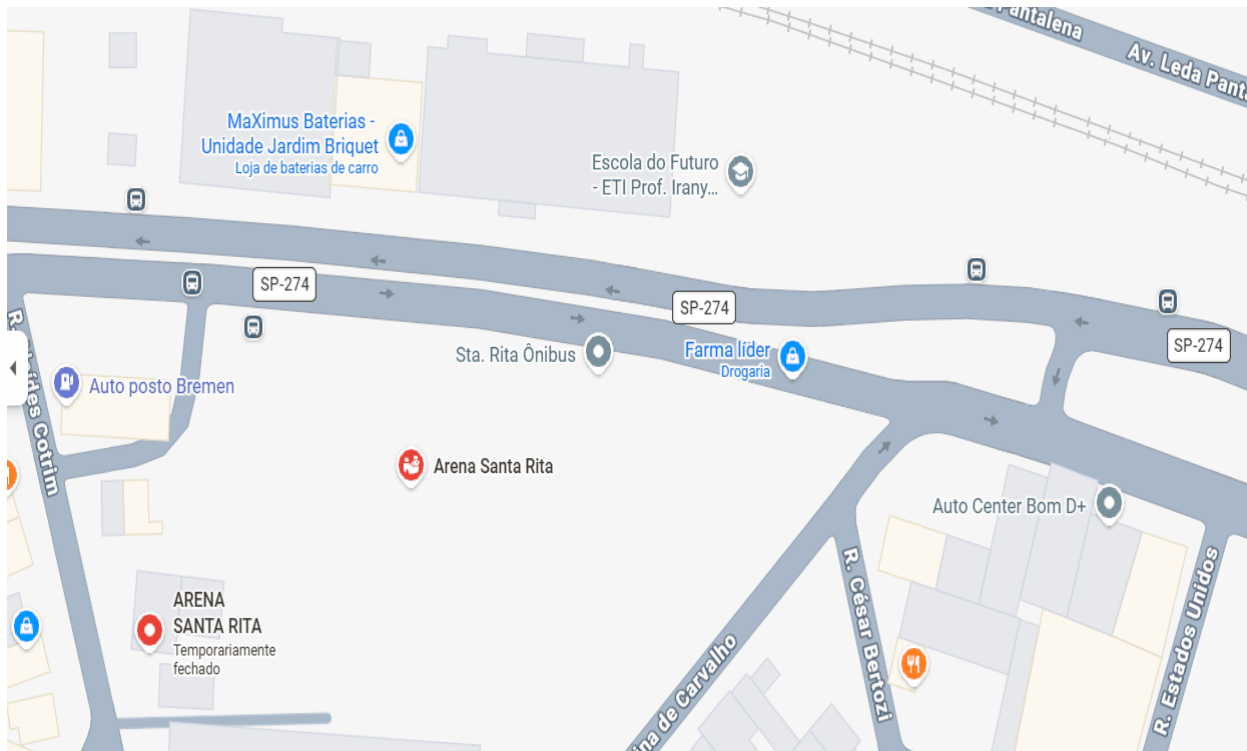 Pantalena
Av. Leda Panta
MaXimus Baterias -
Unidade Jardim Briquet
Loja de baterias de carro
Escola do Futuro
- ETI Prof. Irany...
SP-274
SP-274
SP-274
Sta. Rita Ônibus
Farma líder
Drogaria
Auto posto Bremen
Cotrim
Arena Santa Rita
Auto Center Bom D+
ARENA
SANTA RITA
Temporariamente
fechado
de Carvalho
R. César Bertozi
R. Estados Unidos